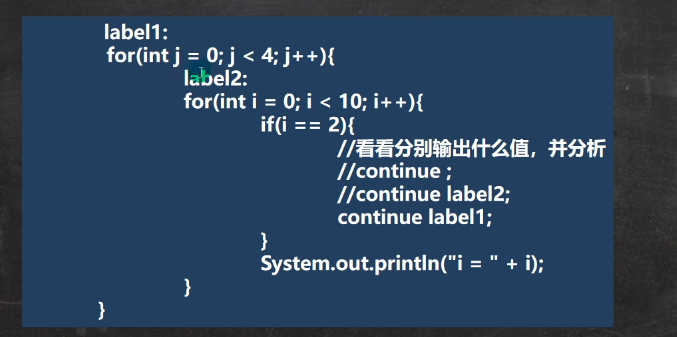 label1:
for(int j = 0; j < 4; j++){
label2:
for(int i = 0; i < 10; i++){
if(i == 2){
//看看分别输出什么值，并分析
//continue ;
//continue label2;
continue label1;
}
System.out.println("i = " + i);
}
}